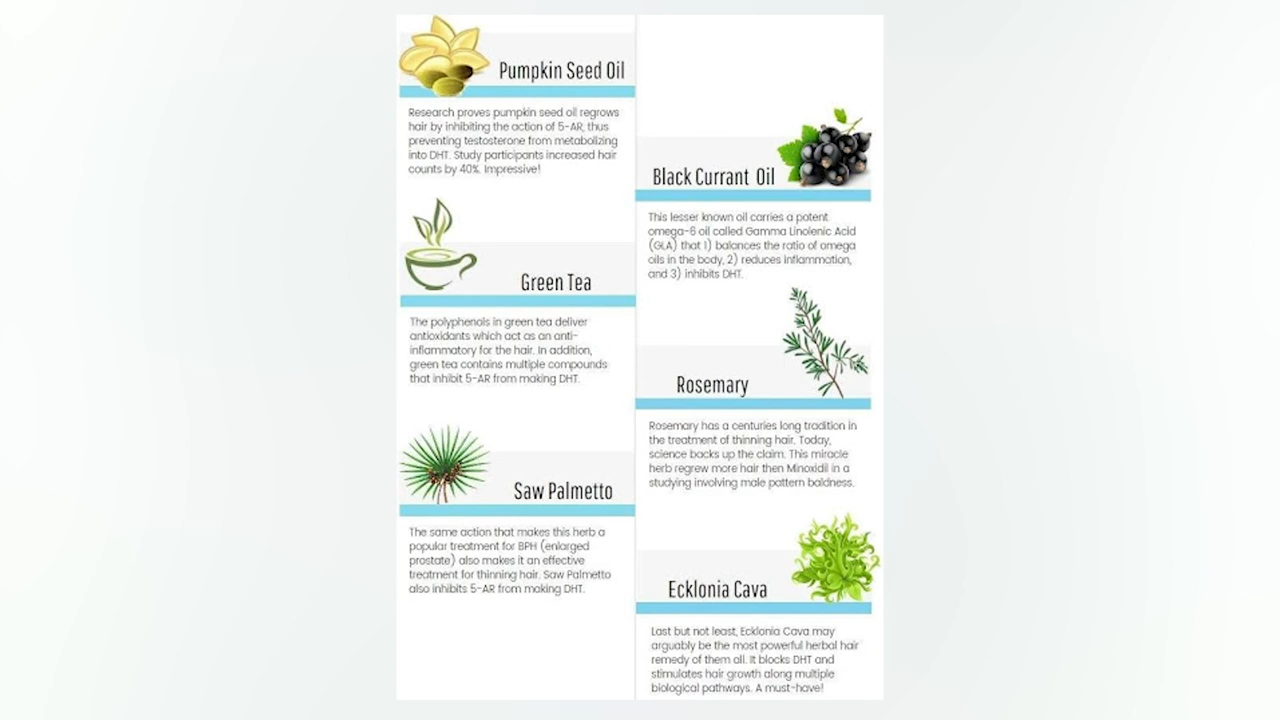 Pumpkin Seed Oil
Research proves pumpkin seed oil regrows
hair by inhibiting the action of 5-AR, thus
preventing testosterone from metabolizing
into DHT. Study participants increased hair
counts by 40%. Impressive!
Green Tea
The polyphenols in green tea deliver
antioxidants which act as an anti-
inflammatory for the hair. In addition,
green tea contains multiple compounds
that inhibit 5-AR from making DHT.
Saw Palmetto
The same action that makes this herb a
popular treatment for BPH (enlarged
prostate) also makes it an effective
treatment for thinning hair. Saw Palmetto
also inhibits 5-AR from making DHT.
Black Currant Oil
This lesser known oil carries a potent
omega-6 oil called Gamma Linolenic Acid
(GLA) that 1) balances the ratio of omega
oils in the body, 2) reduces inflammation,
and 3) inhibits DHT.
Rosemary
Rosemary has a centuries long tradition in
the treatment of thinning hair. Today,
science backs up the claim. This miracle
herb regrew more hair then Minoxidil in a
studying involving male pattern baldness.
Ecklonia Cava
Last but not least, Ecklonia Cava may
arguably be the most powerful herbal hair
remedy of them all. It blocks DHT and
stimulates hair growth along multiple
biological pathways. A must-have!